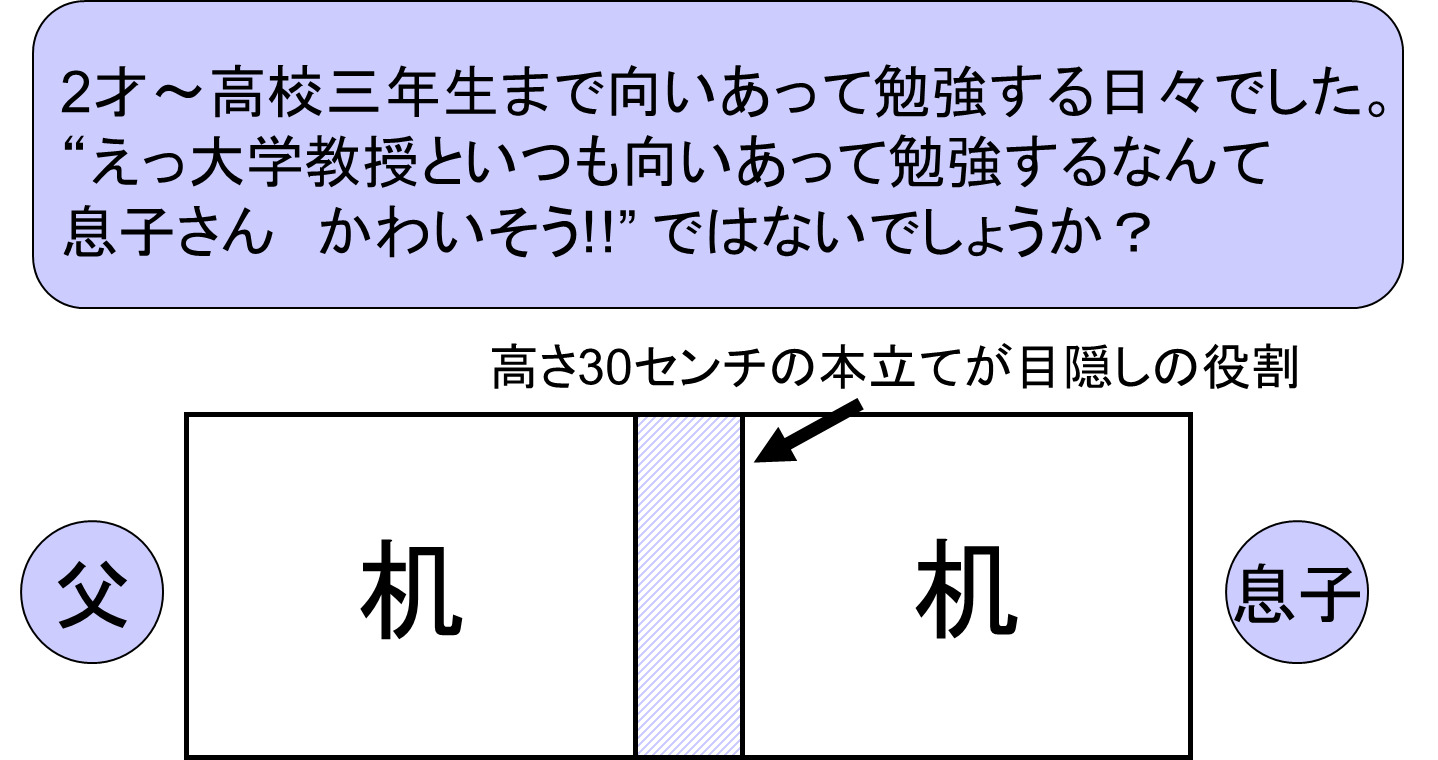 2才～高校三年生まで向いあって勉強する日々でした。
“えっ大学教授といつも向いあって勉強するなんて
息子さん　かわいそう!!” ではないでしょうか？
高さ30センチの本立てが目隠しの役割
父
机
机
息子